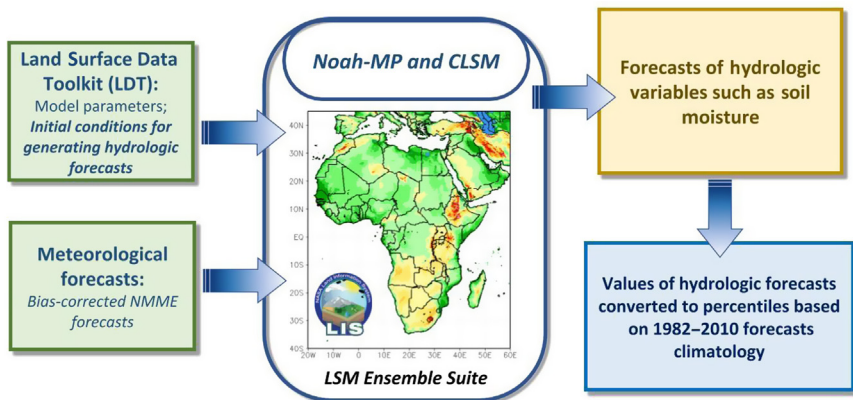 Land Surface Data
Toolkit (LDT):
Model parameters;
Initial conditions for
generating hydrologic
forecasts
Meteorological
forecasts:
Bias-corrected NMME
forecasts
Noah-MP and CLSM
40N
30N
20N
10N
EQ
10S
20S
30S
40S
20W 10W 0 10E 20E 30E 40E 50E 60E
LIS
LSM Ensemble Suite
Forecasts of hydrologic
variables such as soil
moisture
Values of hydrologic forecasts
converted to percentiles based
on 1982–2010 forecasts
climatology